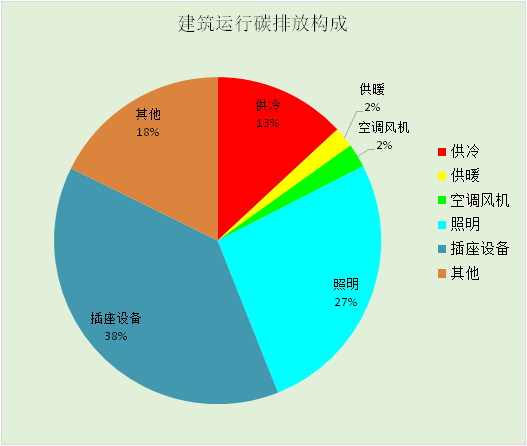 建筑运行碳排放构成
供冷
13%
供暖
2%
空调风机
2%
照明
27%
插座设备
38%
其他
18%
供冷
供暖
空调风机
照明
插座设备
其他